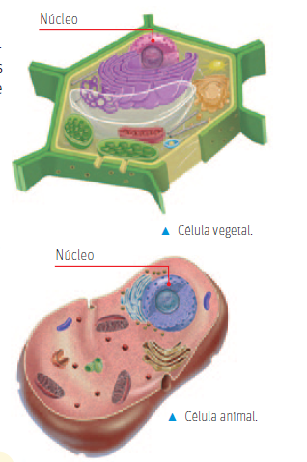 Núcleo
s
e
▲ Célula vegetal.
Núcleo
▲ Célula animal.